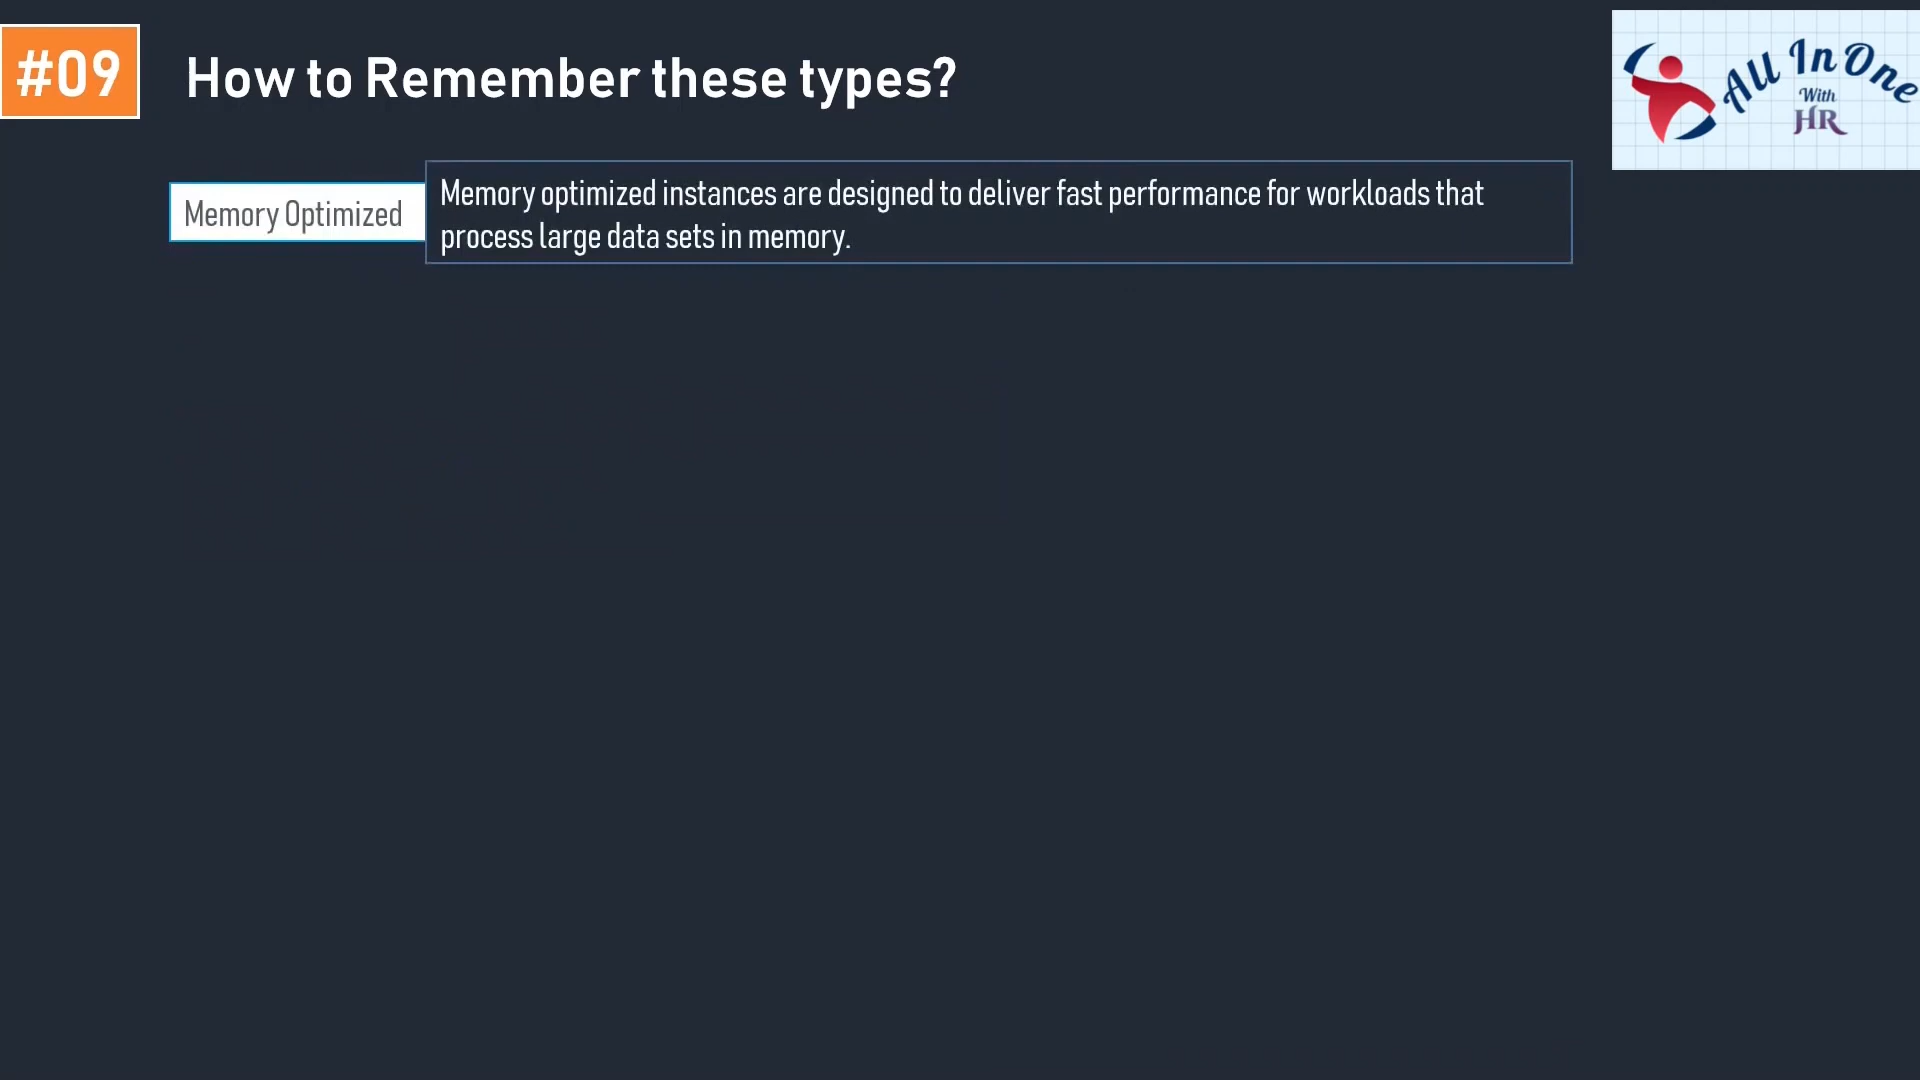 #09
How to Remember these types?
All In One
With
HR
Memory Optimized
Memory optimized instances are designed to deliver fast performance for workloads that
process large data sets in memory.